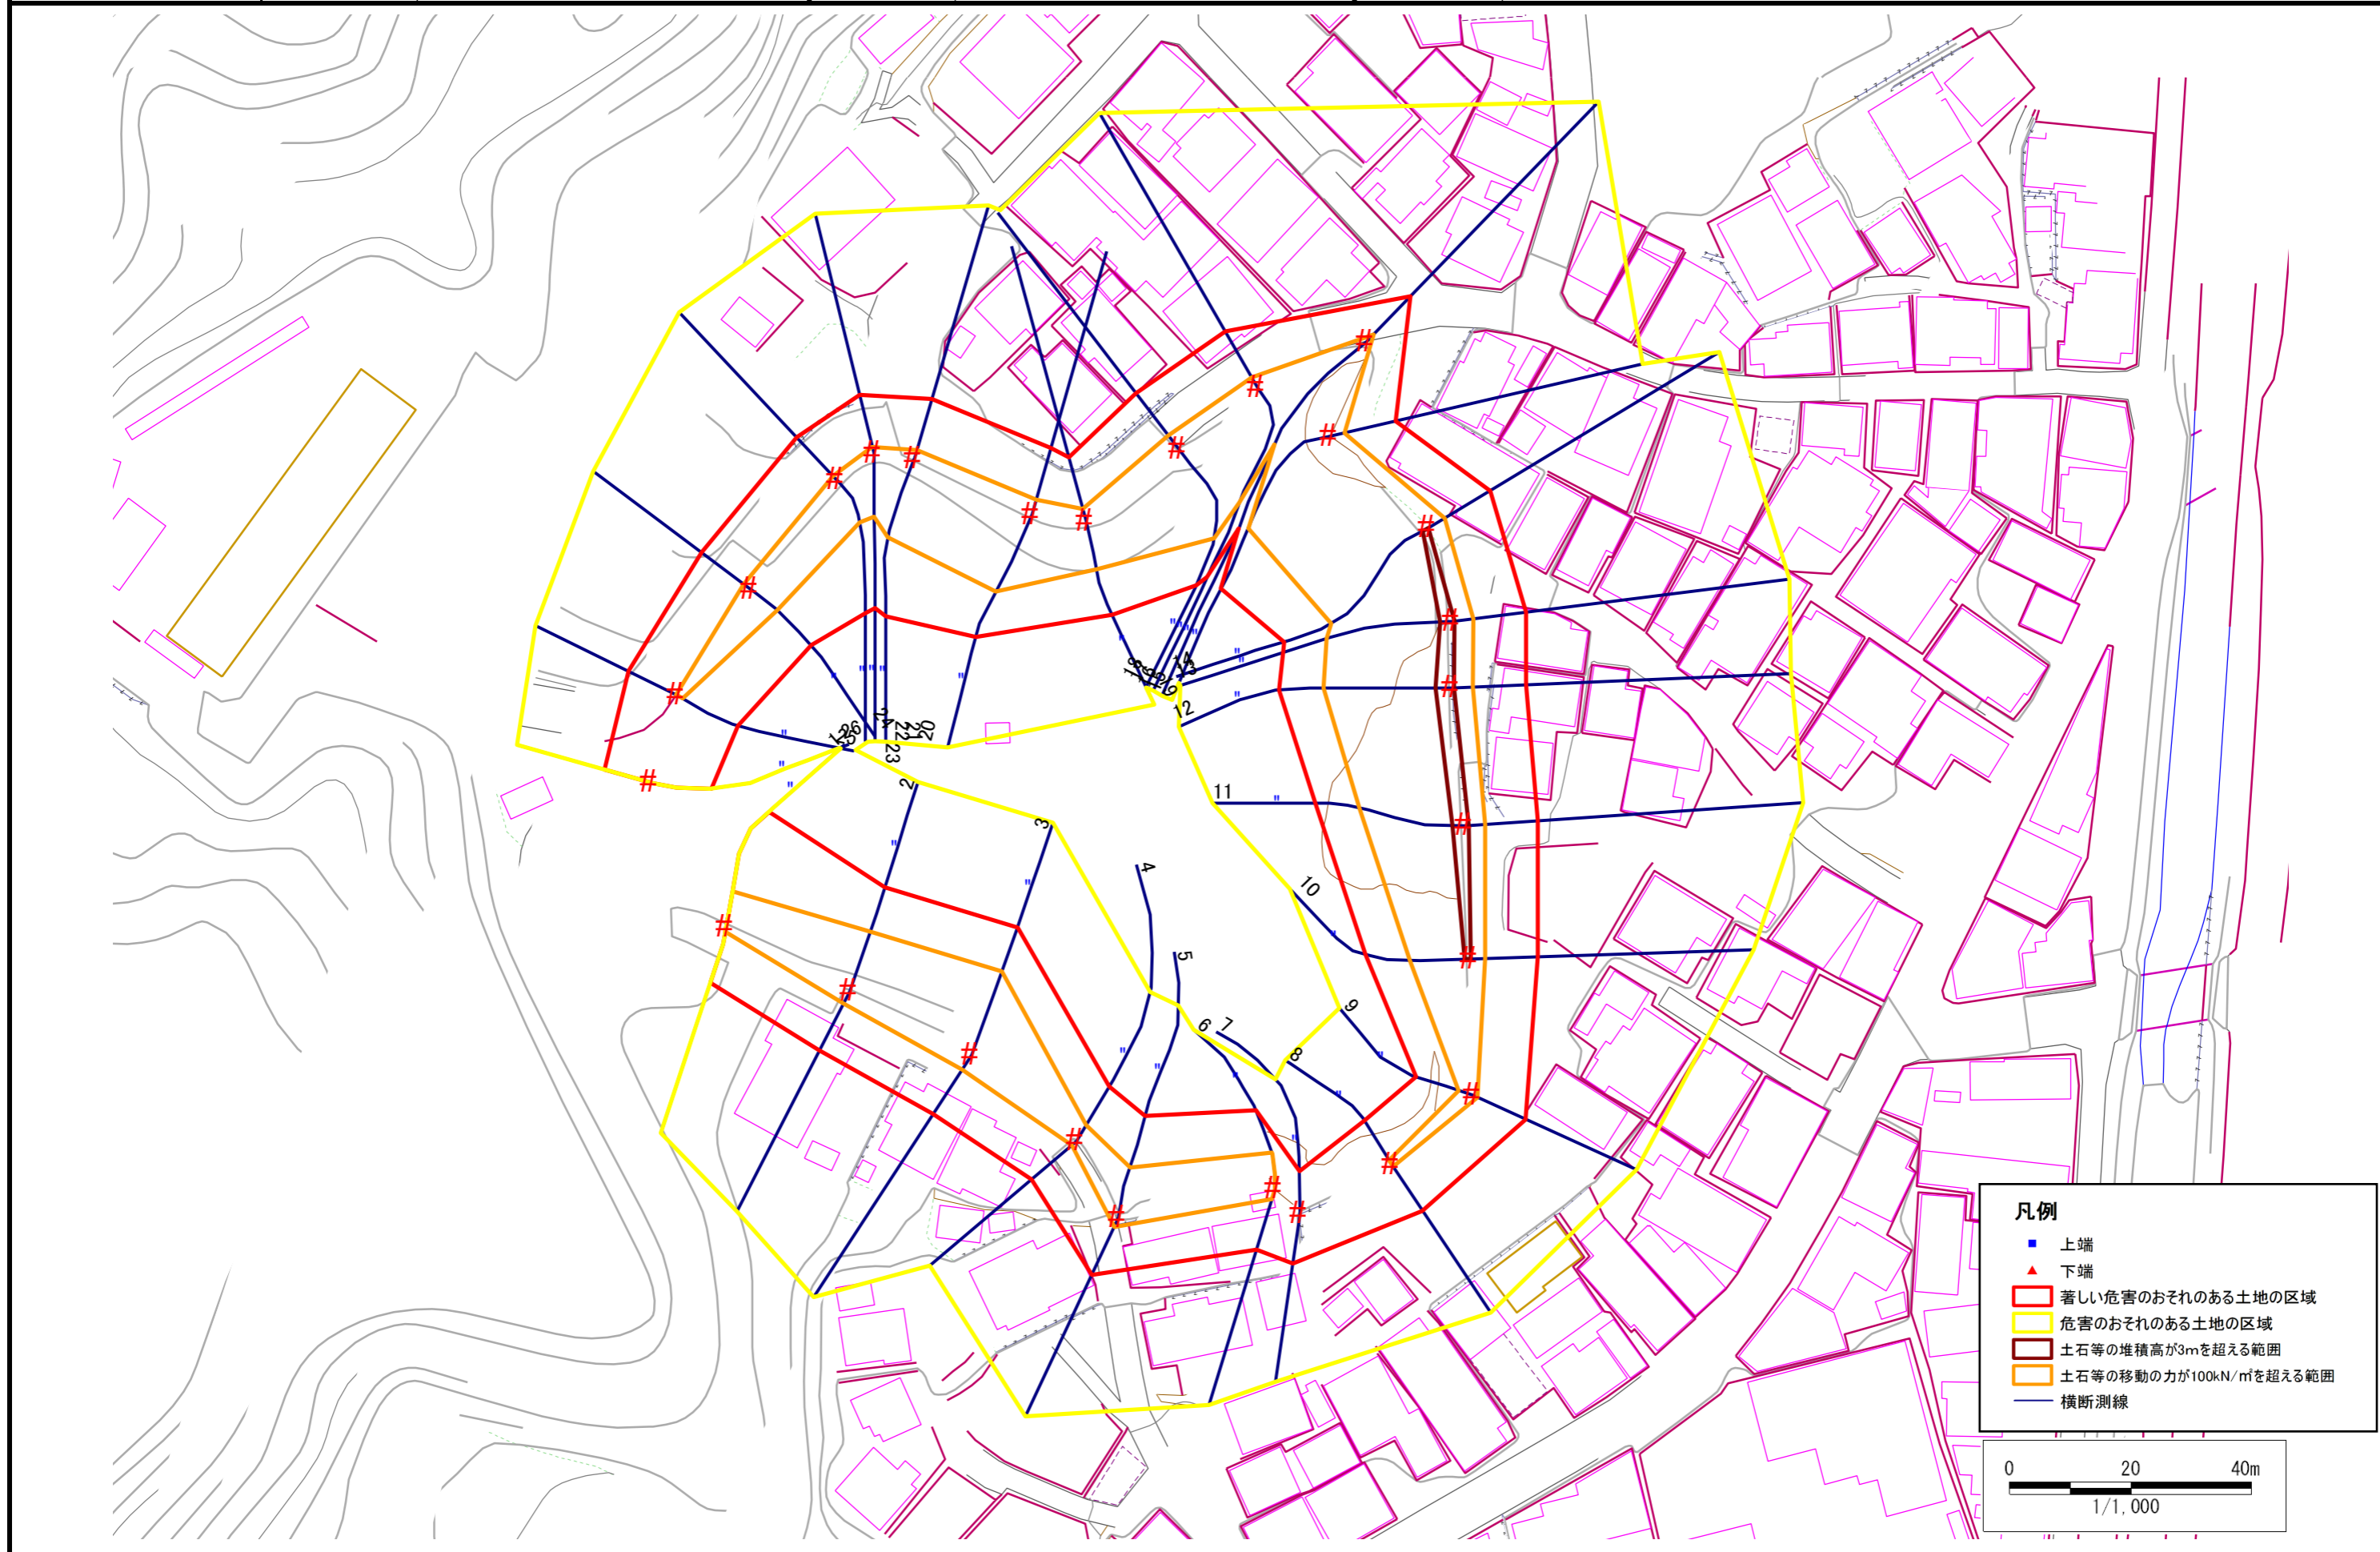 2
3
4
5
6
7
8
9
10
11
12
13
14
20
21
22
23
24
25
26
凡例
上端
下端
著しい危害のおそれのある土地の区域
危害のおそれのある土地の区域
土石等の堆積高が3mを超える範囲
土石等の移動の力が100kN/㎡を超える範囲
横断測線
0 20 40m
1/1,000